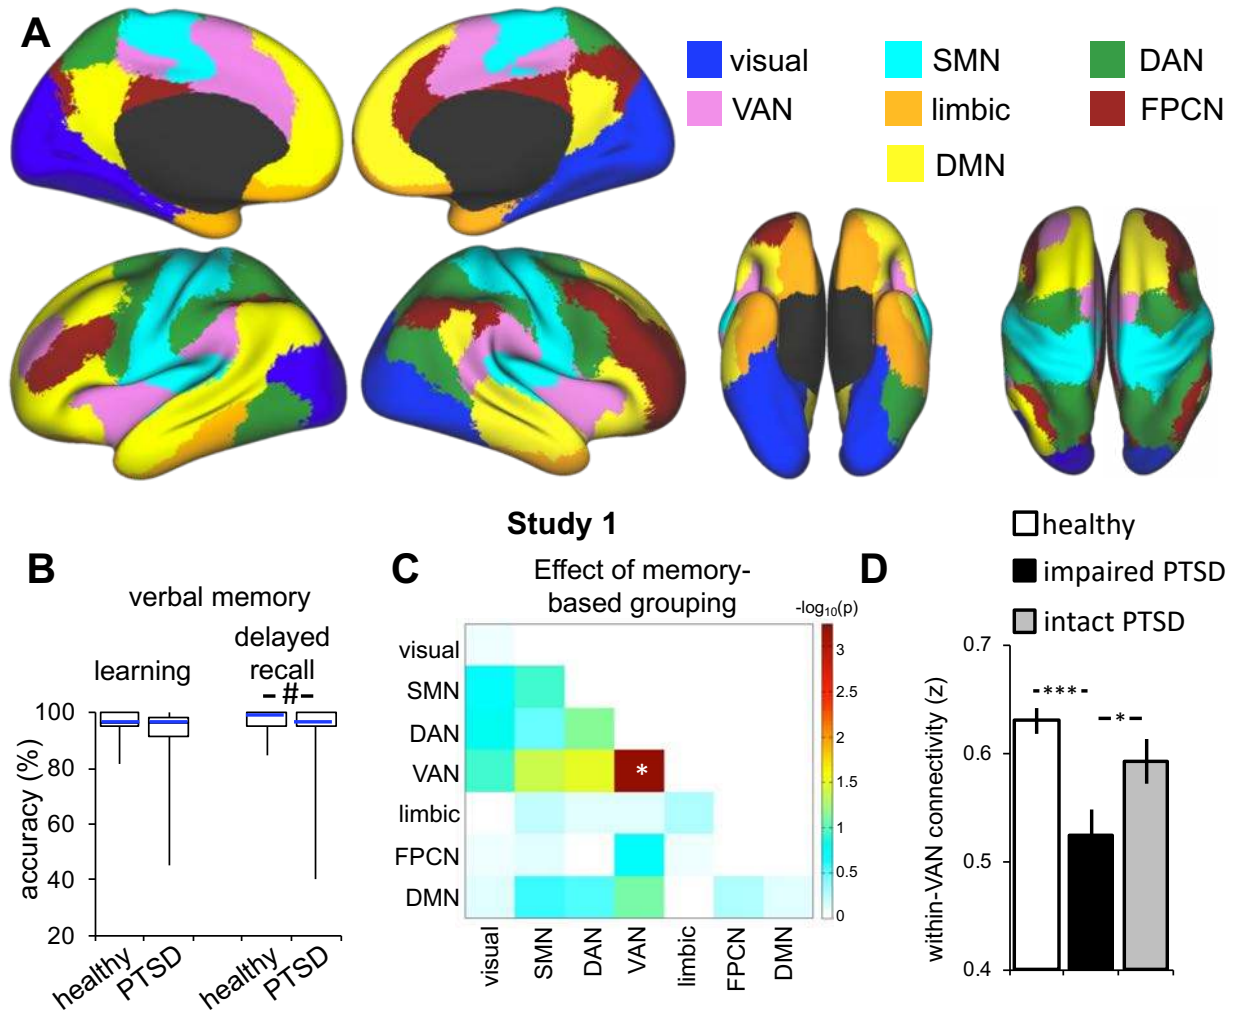 A
visual
SMN
DAN
VAN
limbic
FPCN
DMN
Study 1
B
verbal memory
learning
delayed
recall
#
accuracy (%)
100
80
60
40
20
healthy
PTSD
healthy
PTSD
C
Effect of memory-
based grouping
-log10(p)
3
2.5
2
1.5
1
0.5
0
visual
SMN
DAN
VAN
limbic
FPCN
DMN
*
visual
SMN
DAN
VAN
limbic
FPCN
DMN
D
healthy
impaired PTSD
intact PTSD
within-VAN connectivity (z)
0.7
0.6
0.5
0.4
***
*